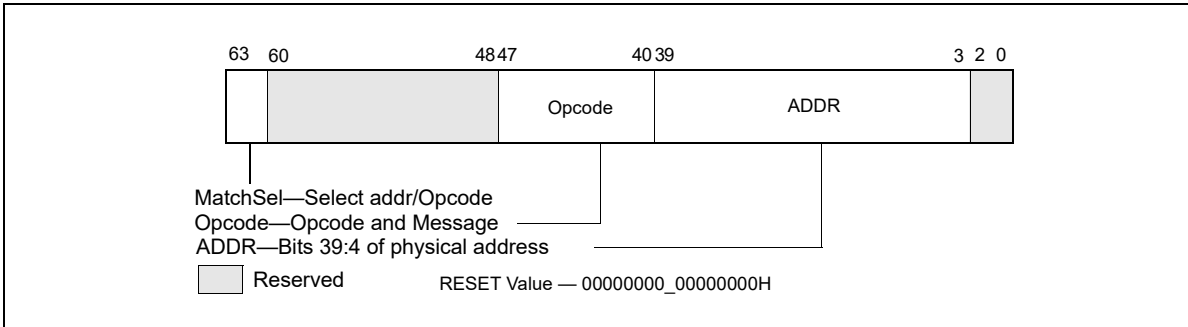 63 60 48 47 40 39 3 2 0
Opcode ADDR
MatchSel—Select addr/Opcode
Opcode—Opcode and Message
ADDR—Bits 39:4 of physical address
Reserved RESET Value — 00000000_00000000H